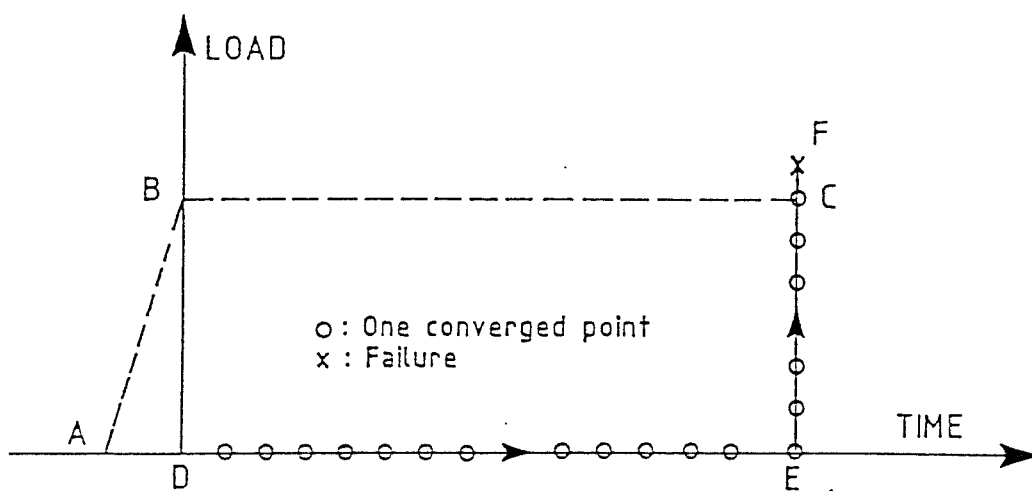 LOAD
F
B
C
o : One converged point
x : Failure
A
TIME
D
E